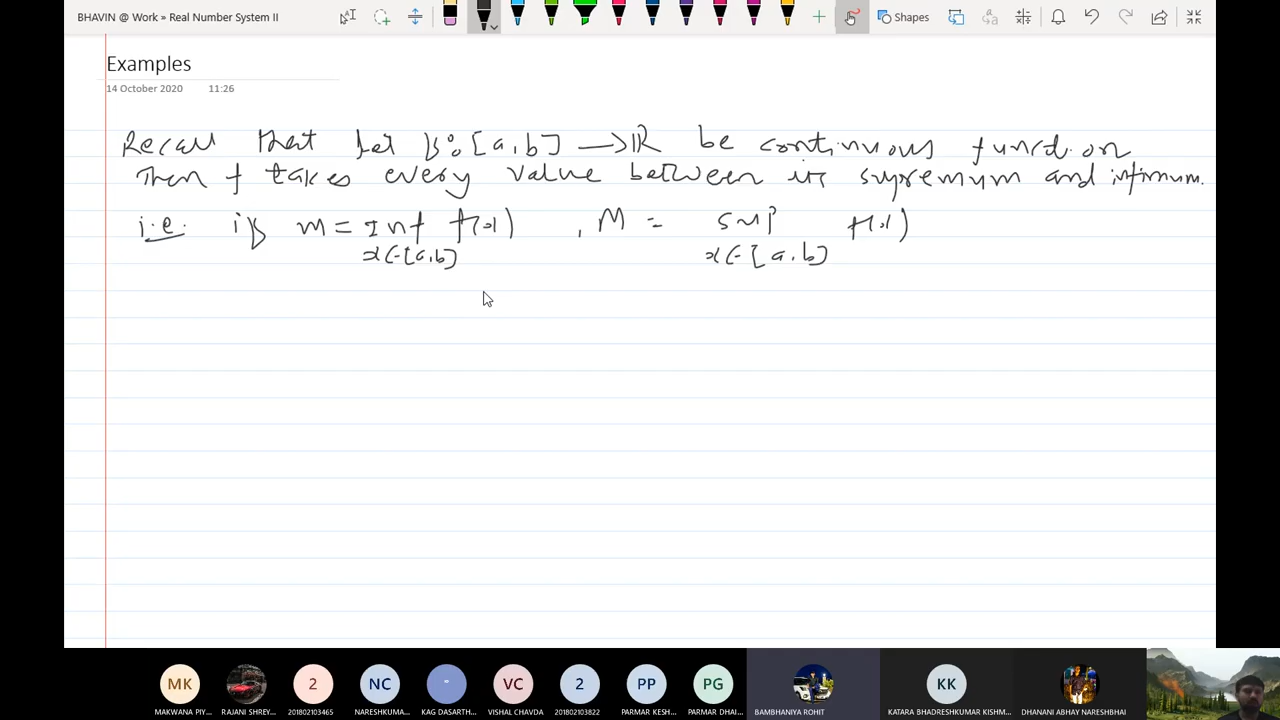 BHAVIN @ Work » Real Number System II
Shapes
Examples
14 October 2020 11:26
Recall that Let f: [a,b] → ℝ be continuous function
Then f takes every value between its supremum and infimum.
i.e. if m = Inf f(x) , M = sup f(x)
x∈[a,b] x∈[a,b]
MK 2 NC " VC 2 PP PG KK
MAKWANA PIY... RAJANI SHREY... 201802103465 NARESHKUMA... KAG DASARTH... VISHAL CHAVDA 201802103822 PARMAR KESH... PARMAR DHAI... BAMBHANIYA ROHIT KATARA BHADRESHKUMAR KISHM... DHANANI ABHAY NARESHBHAI